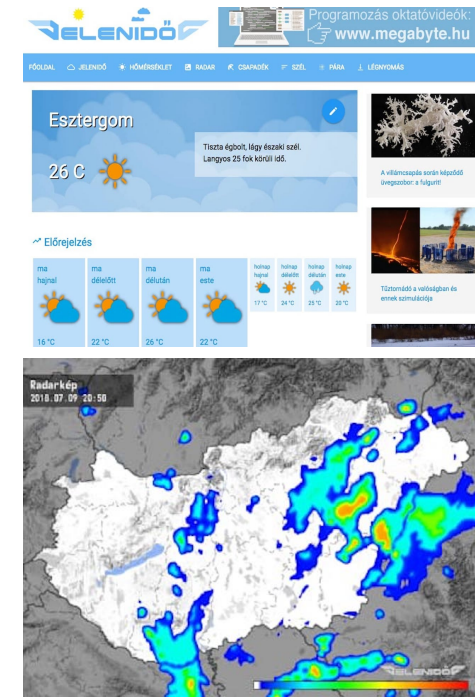 JELENIDŐ
Programozás oktatóvideók:
www.megabyte.hu
FŐOLDAL JELENIDŐ HŐMÉRSÉKLET RADAR CSAPADÉK SZÉL PÁRA LÉGNYOMÁS
Esztergom
26 C
Tiszta égbolt, lágy északi szél.
Langyos 25 fok körüli idő.
A villámcsapás során képződő
üvegszobor: a fulgurit!
Előrejelzés
ma
hajnal
16 °C
ma
délelőtt
22 °C
ma
délután
26 °C
ma
este
22 °C
holnap
hajnal
17 °C
holnap
délelőtt
24 °C
holnap
délután
25 °C
holnap
este
20 °C
Tűztornádó a valóságban és
ennek szimulációja
Radarkép
2018.07.09 20:50
JELENIDŐ